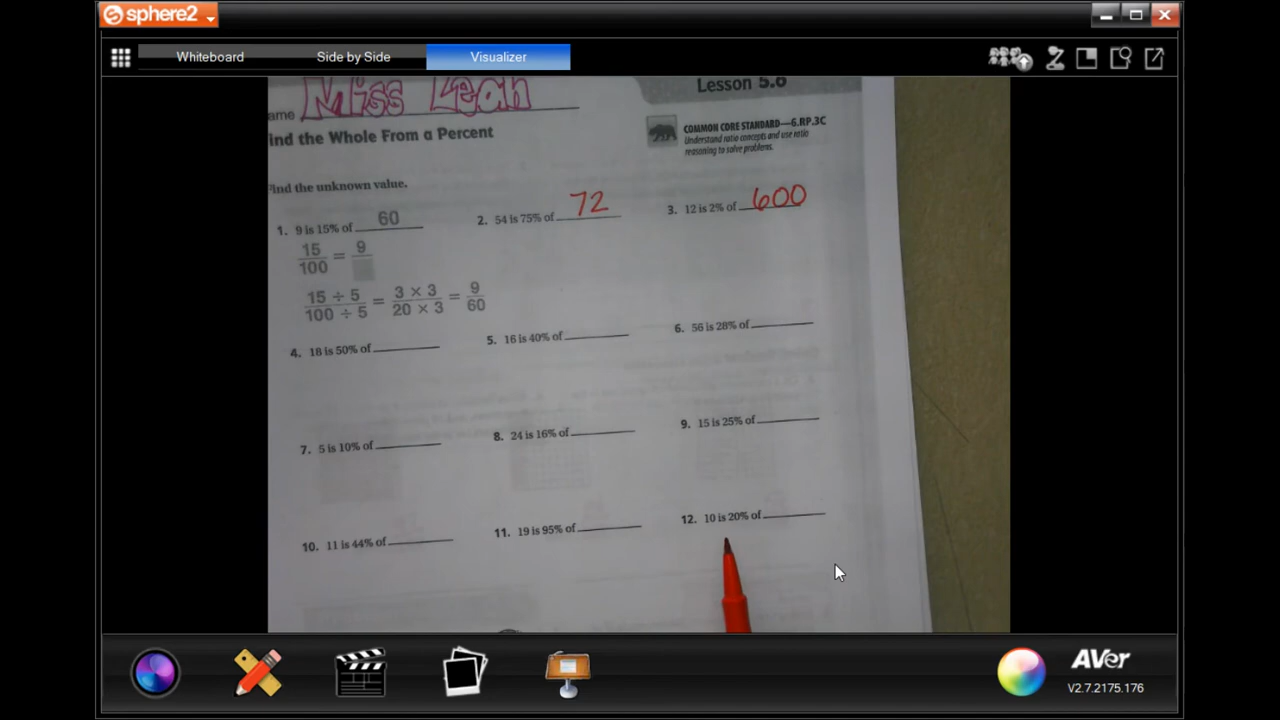 sphere2
Whiteboard Side by Side Visualizer
ame Miss Leah Lesson 5.6
ind the Whole From a Percent
COMMON CORE STANDARD—6.RP.3C
Understand ratio concepts and use ratio
reasoning to solve problems.
ind the unknown value.
1. 9 is 15% of 60
2. 54 is 75% of 72
3. 12 is 2% of 600
15/100 = 9/
15 ÷ 5/100 ÷ 5 = 3 × 3/20 × 3 = 9/60
4. 18 is 50% of
5. 16 is 40% of
6. 56 is 28% of
7. 5 is 10% of
8. 24 is 16% of
9. 15 is 25% of
10. 11 is 44% of
11. 19 is 95% of
12. 10 is 20% of
AVer
V2.7.2175.176